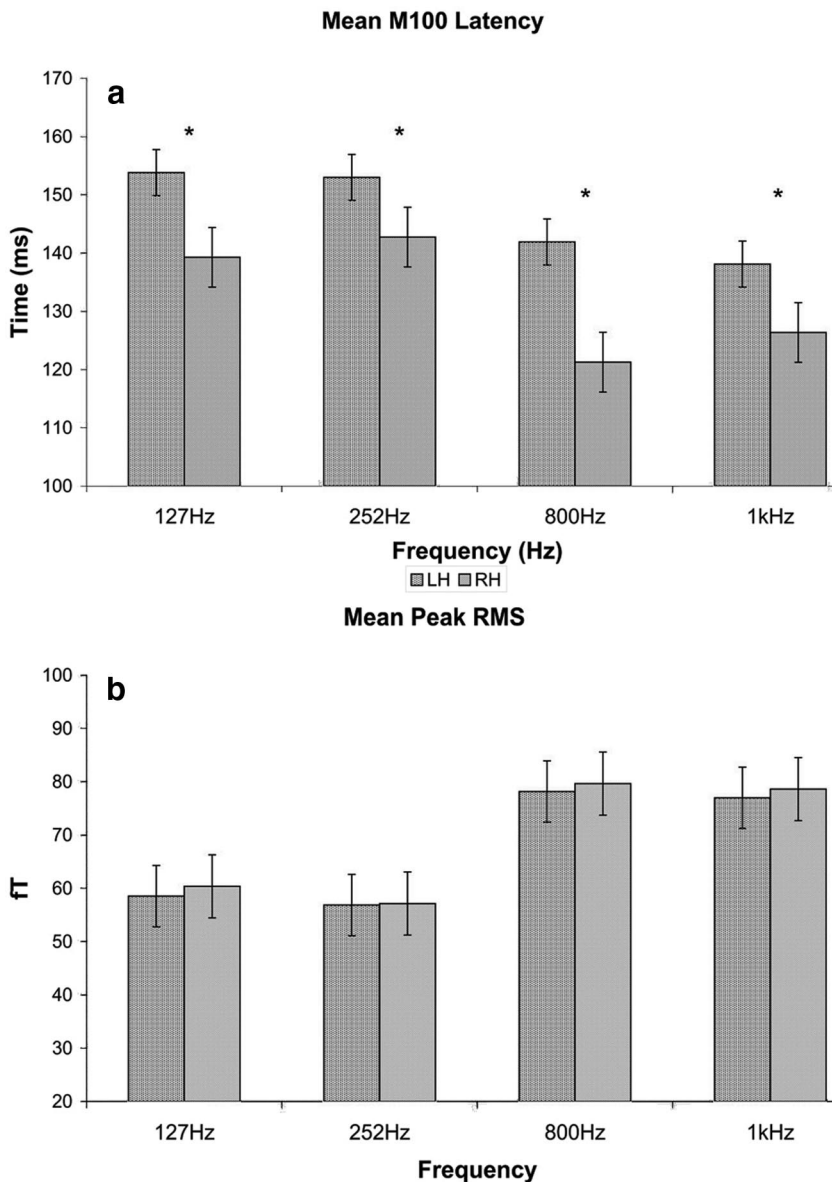 Mean M100 Latency
a
170
160
150
140
130
120
110
100
Time (ms)
* * * *
127Hz 252Hz 800Hz 1kHz
Frequency (Hz)
LH RH
Mean Peak RMS
b
100
90
80
70
60
50
40
30
20
fT
127Hz 252Hz 800Hz 1kHz
Frequency